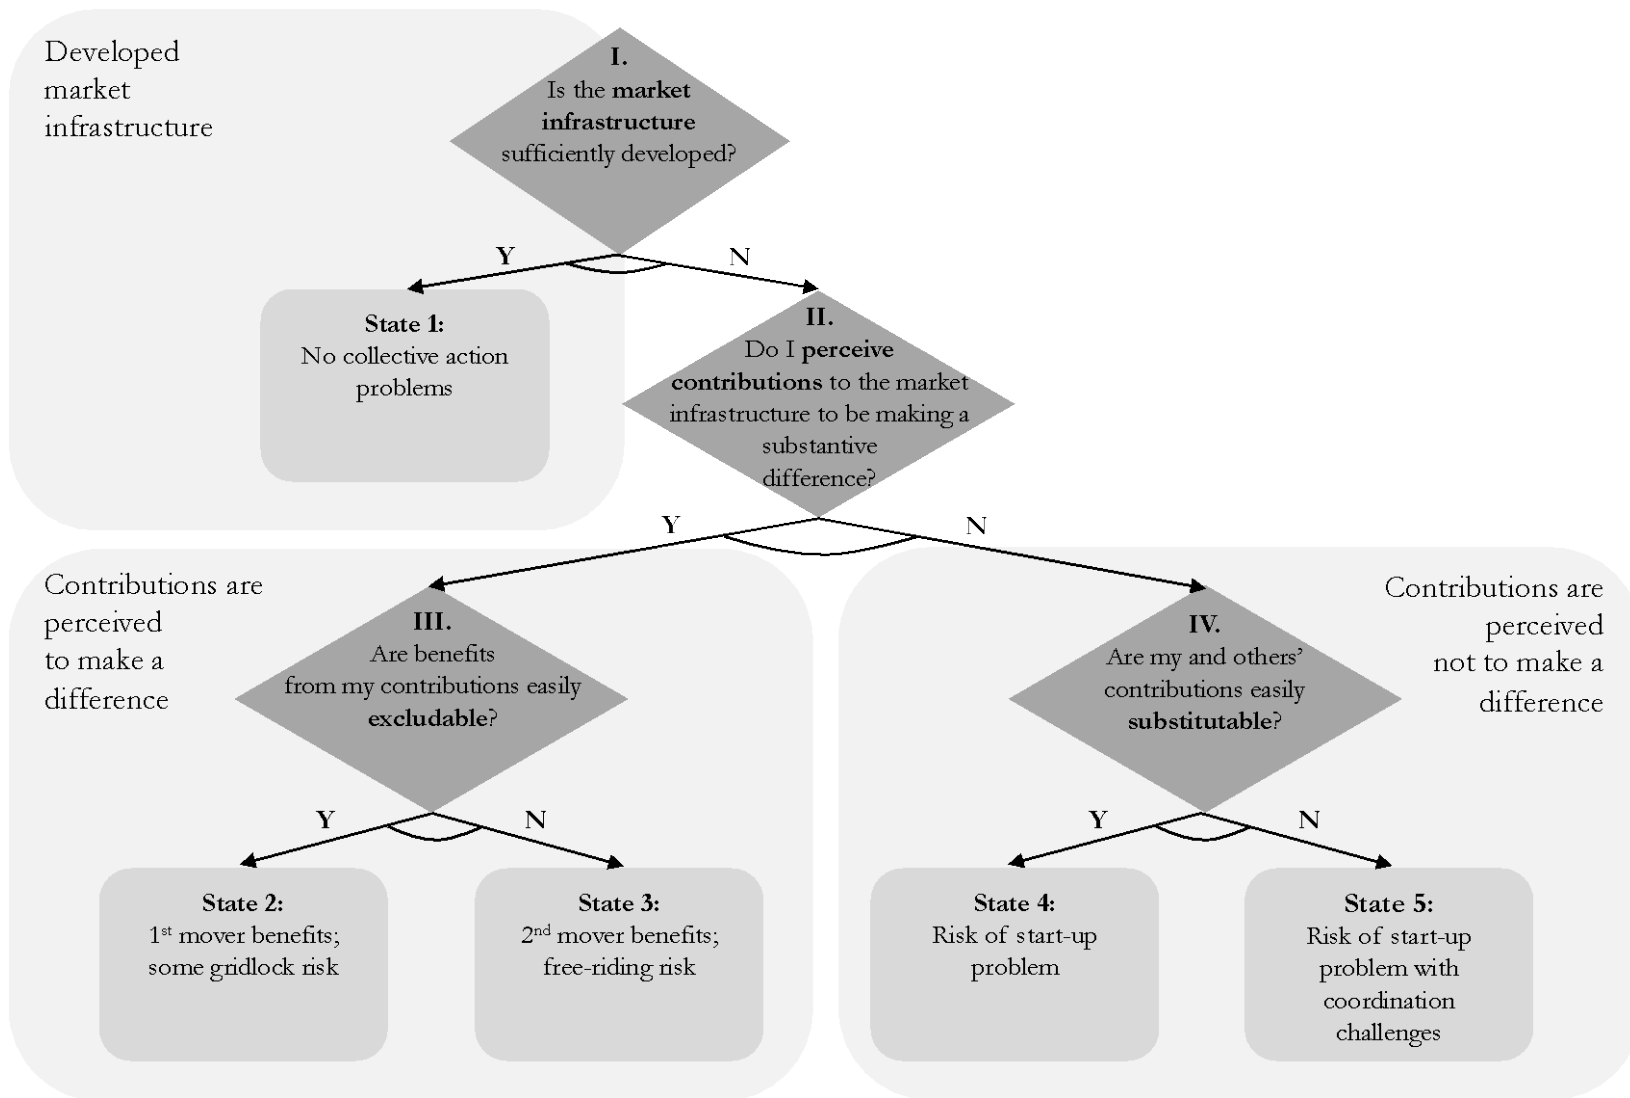 Developed
market
infrastructure
I.
Is the market
infrastructure
sufficiently developed?
Y
N
State 1:
No collective action
problems
II.
Do I perceive
contributions to the market
infrastructure to be making a
substantive
difference?
Y
N
Contributions are
perceived
to make a
difference
III.
Are benefits
from my contributions easily
excludable?
Y
N
State 2:
1st mover benefits;
some gridlock risk
State 3:
2nd mover benefits;
free-riding risk
Contributions are
perceived
not to make a
difference
IV.
Are my and others’
contributions easily
substitutable?
Y
N
State 4:
Risk of start-up
problem
State 5:
Risk of start-up
problem with
coordination
challenges